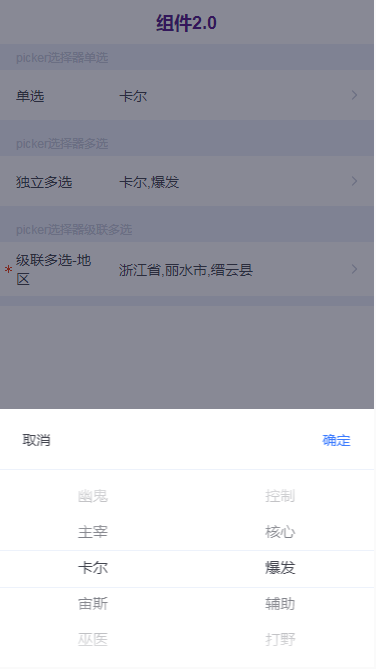 组件2.0
picker选择器单选
单选 卡尔
picker选择器多选
独立多选 卡尔,爆发
picker选择器级联多选
* 级联多选-地 浙江省,丽水市,缙云县
区
取消 确定
幽鬼 控制
主宰 核心
卡尔 爆发
宙斯 辅助
巫医 打野